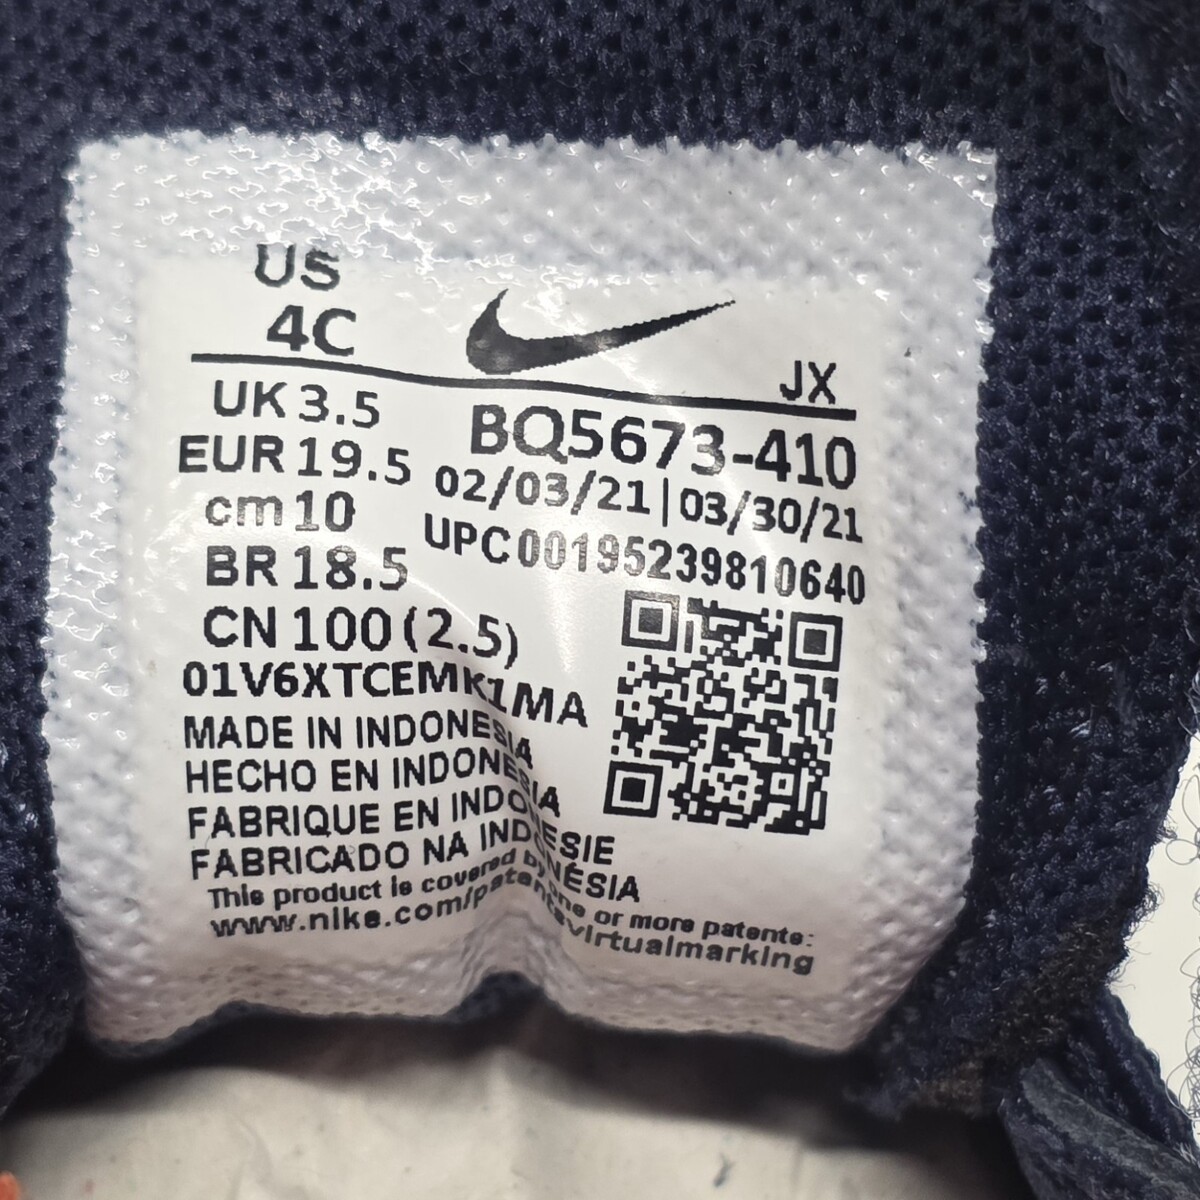 US
4C
JX
UK 3.5
EUR 19.5
cm 10
BR 18.5
CN 100 (2.5)
BQ5673-410
02/03/21 | 03/30/21
UPC 00195239810640
01V6XTCEMK1MA
MADE IN INDONESIA
HECHO EN INDONESIA
FABRIQUE EN INDONESIE
FABRICADO NA INDONÉSIA
This product is covered by one or more patents:
www.nike.com/patentsvirtualmarking